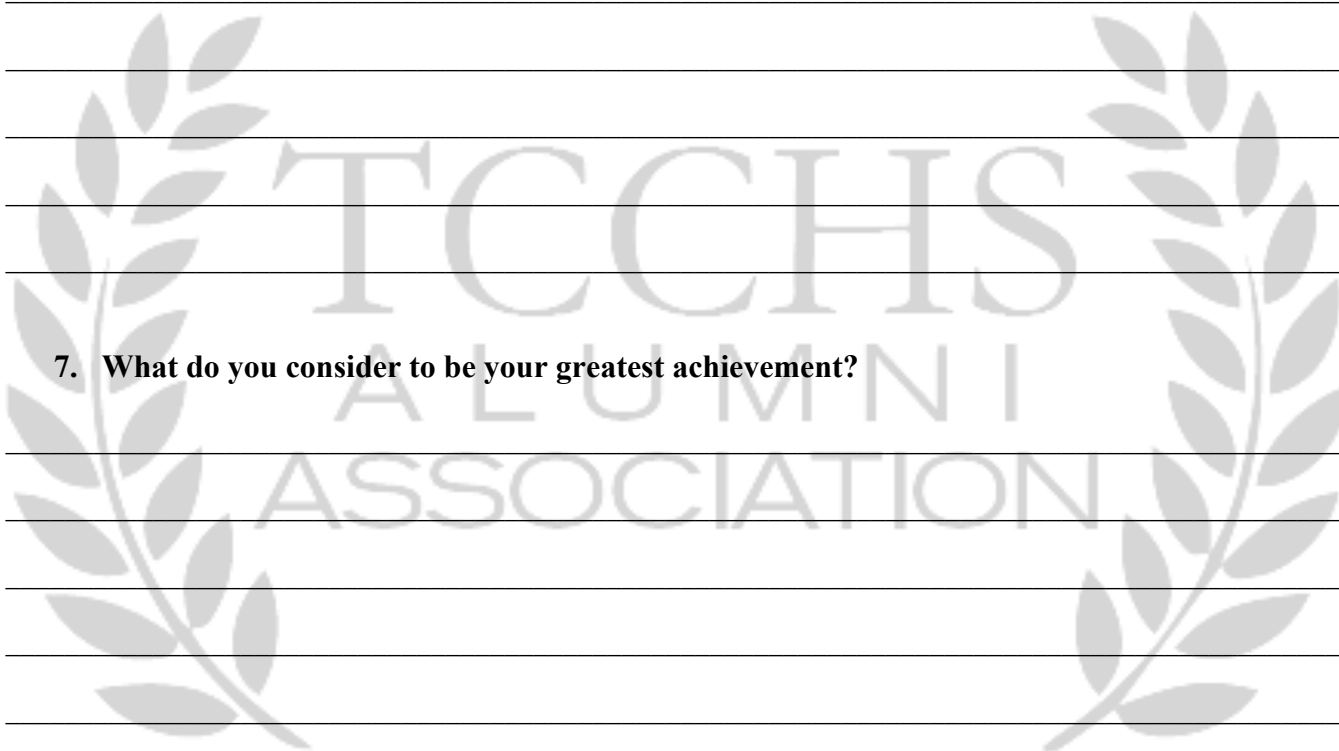 TCCHS
7. What do you consider to be your greatest achievement?
ALUMNI
ASSOCIATION